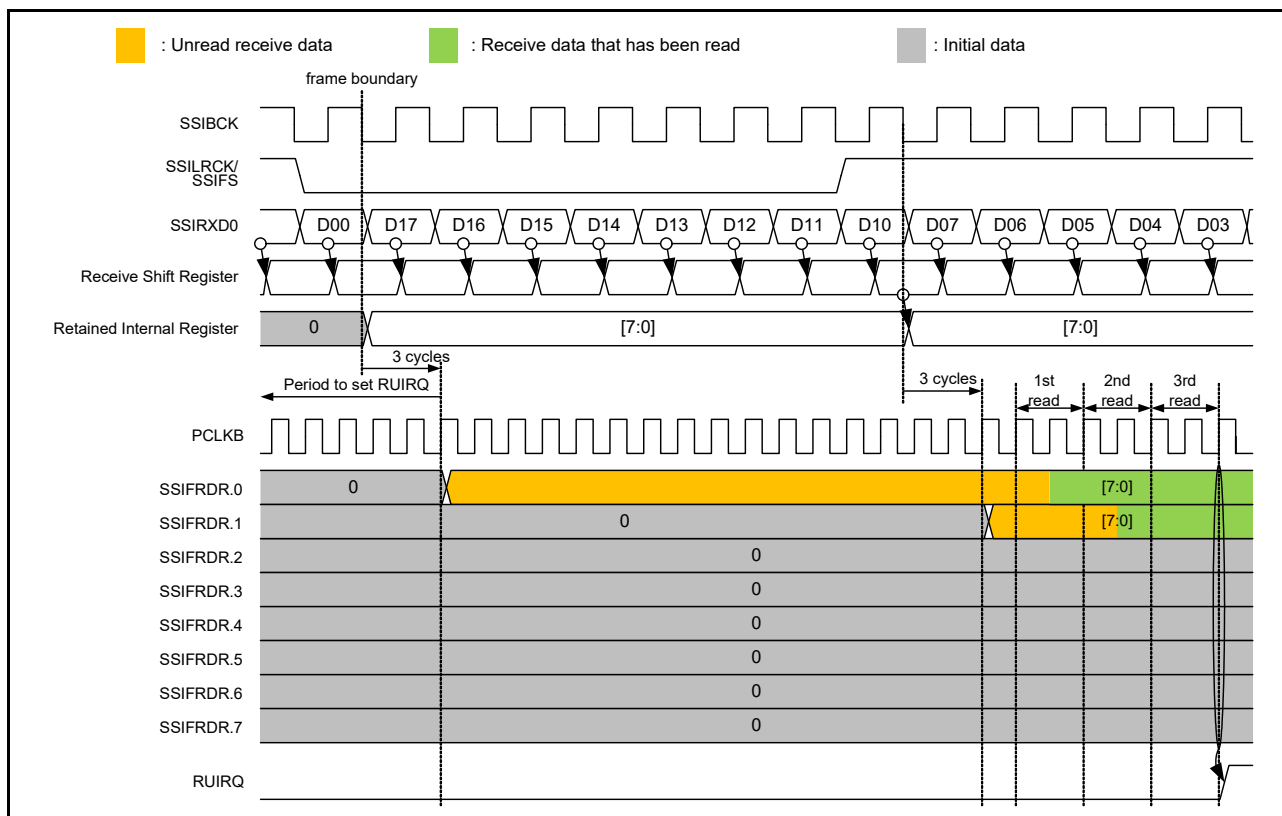 : Unread receive data : Receive data that has been read : Initial data
frame boundary
SSIBCK
SSILRCK/
SSIFS
SSIRXD0 D00 D17 D16 D15 D14 D13 D12 D11 D10 D07 D06 D05 D04 D03
Receive Shift Register
Retained Internal Register 0 [7:0] [7:0]
3 cycles
Period to set RUIRQ
3 cycles
1st
read
2nd
read
3rd
read
PCLKB
SSIFRDR.0 0 [7:0]
SSIFRDR.1 0 [7:0]
SSIFRDR.2 0
SSIFRDR.3 0
SSIFRDR.4 0
SSIFRDR.5 0
SSIFRDR.6 0
SSIFRDR.7 0
RUIRQ